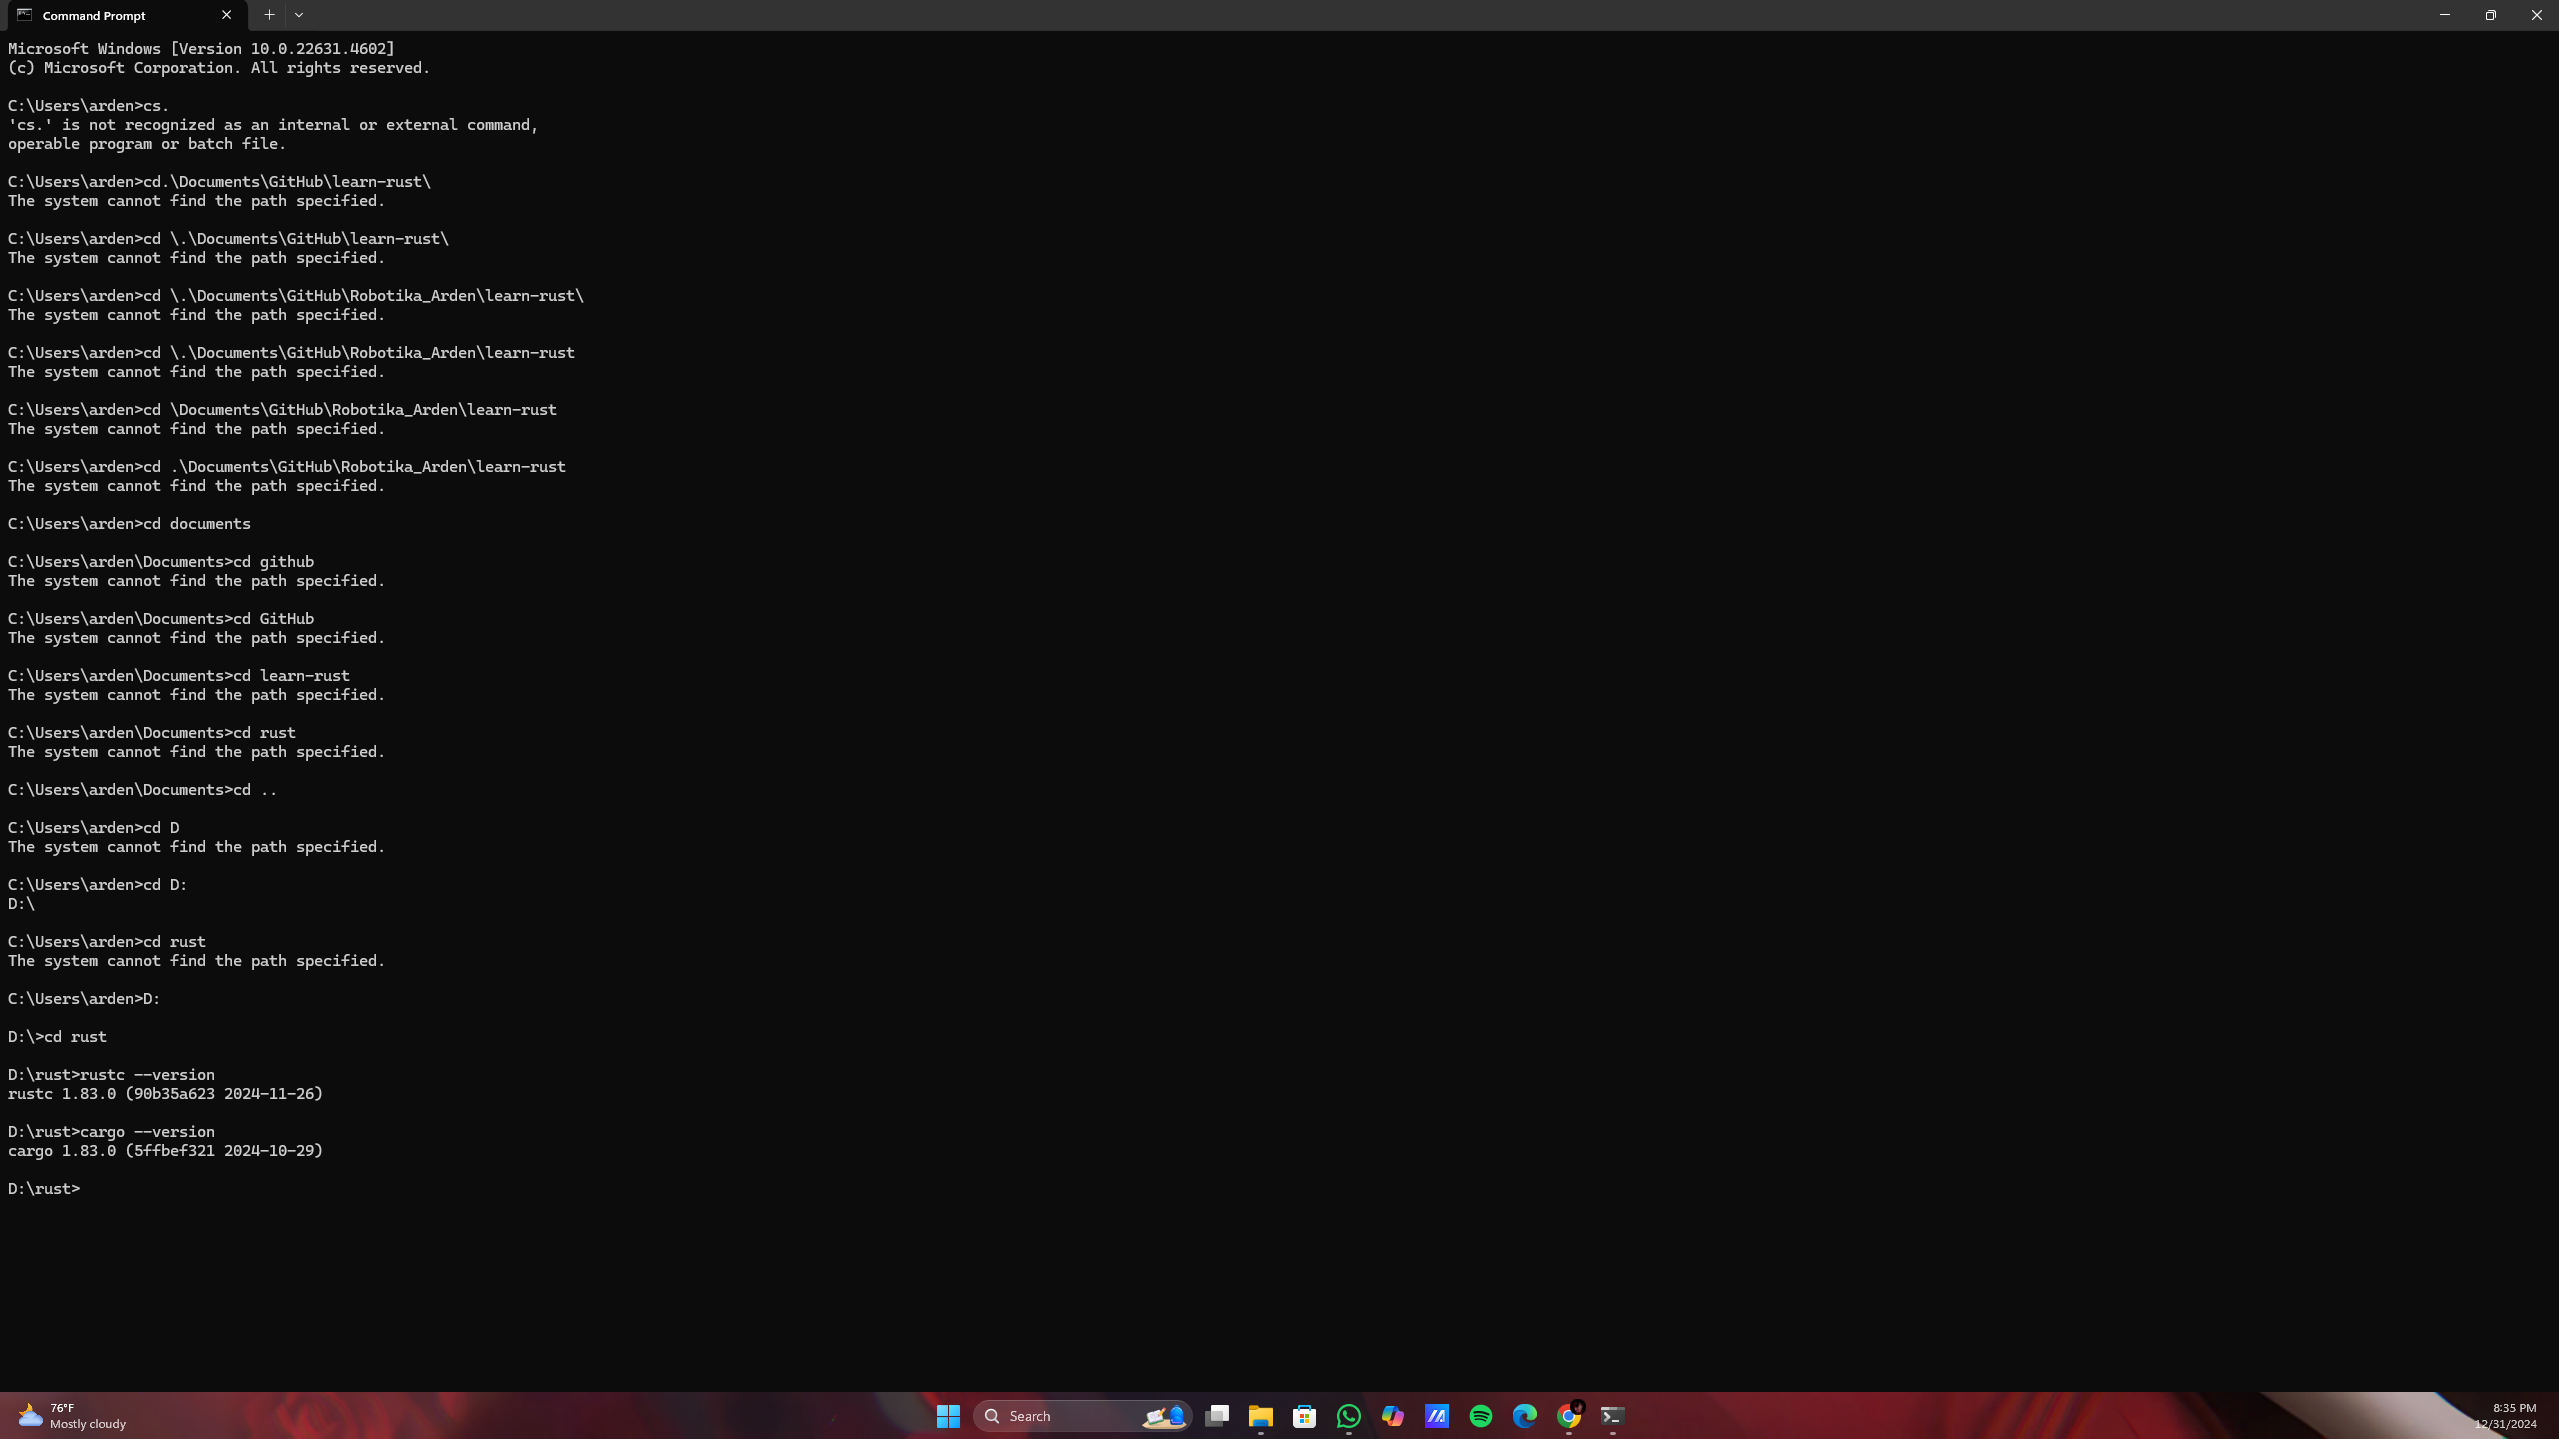 Command Prompt
Microsoft Windows [Version 10.0.22631.4602]
(c) Microsoft Corporation. All rights reserved.
C:\Users\arden>cs.
'cs.' is not recognized as an internal or external command,
operable program or batch file.
C:\Users\arden>cd.\Documents\GitHub\learn-rust\
The system cannot find the path specified.
C:\Users\arden>cd \.\Documents\GitHub\learn-rust\
The system cannot find the path specified.
C:\Users\arden>cd \.\Documents\GitHub\Robotika_Arden\learn-rust\
The system cannot find the path specified.
C:\Users\arden>cd \.\Documents\GitHub\Robotika_Arden\learn-rust
The system cannot find the path specified.
C:\Users\arden>cd \Documents\GitHub\Robotika_Arden\learn-rust
The system cannot find the path specified.
C:\Users\arden>cd .\Documents\GitHub\Robotika_Arden\learn-rust
The system cannot find the path specified.
C:\Users\arden>cd documents
C:\Users\arden\Documents>cd github
The system cannot find the path specified.
C:\Users\arden\Documents>cd GitHub
The system cannot find the path specified.
C:\Users\arden\Documents>cd learn-rust
The system cannot find the path specified.
C:\Users\arden\Documents>cd rust
The system cannot find the path specified.
C:\Users\arden\Documents>cd ..
C:\Users\arden>cd D
The system cannot find the path specified.
C:\Users\arden>cd D:
D:\
C:\Users\arden>cd rust
The system cannot find the path specified.
C:\Users\arden>D:
D:\>cd rust
D:\rust>rustc --version
rustc 1.83.0 (90b35a623 2024-11-26)
D:\rust>cargo --version
cargo 1.83.0 (5ffbef321 2024-10-29)
D:\rust>
76°F
Mostly cloudy
Search
8:35 PM
12/31/2024